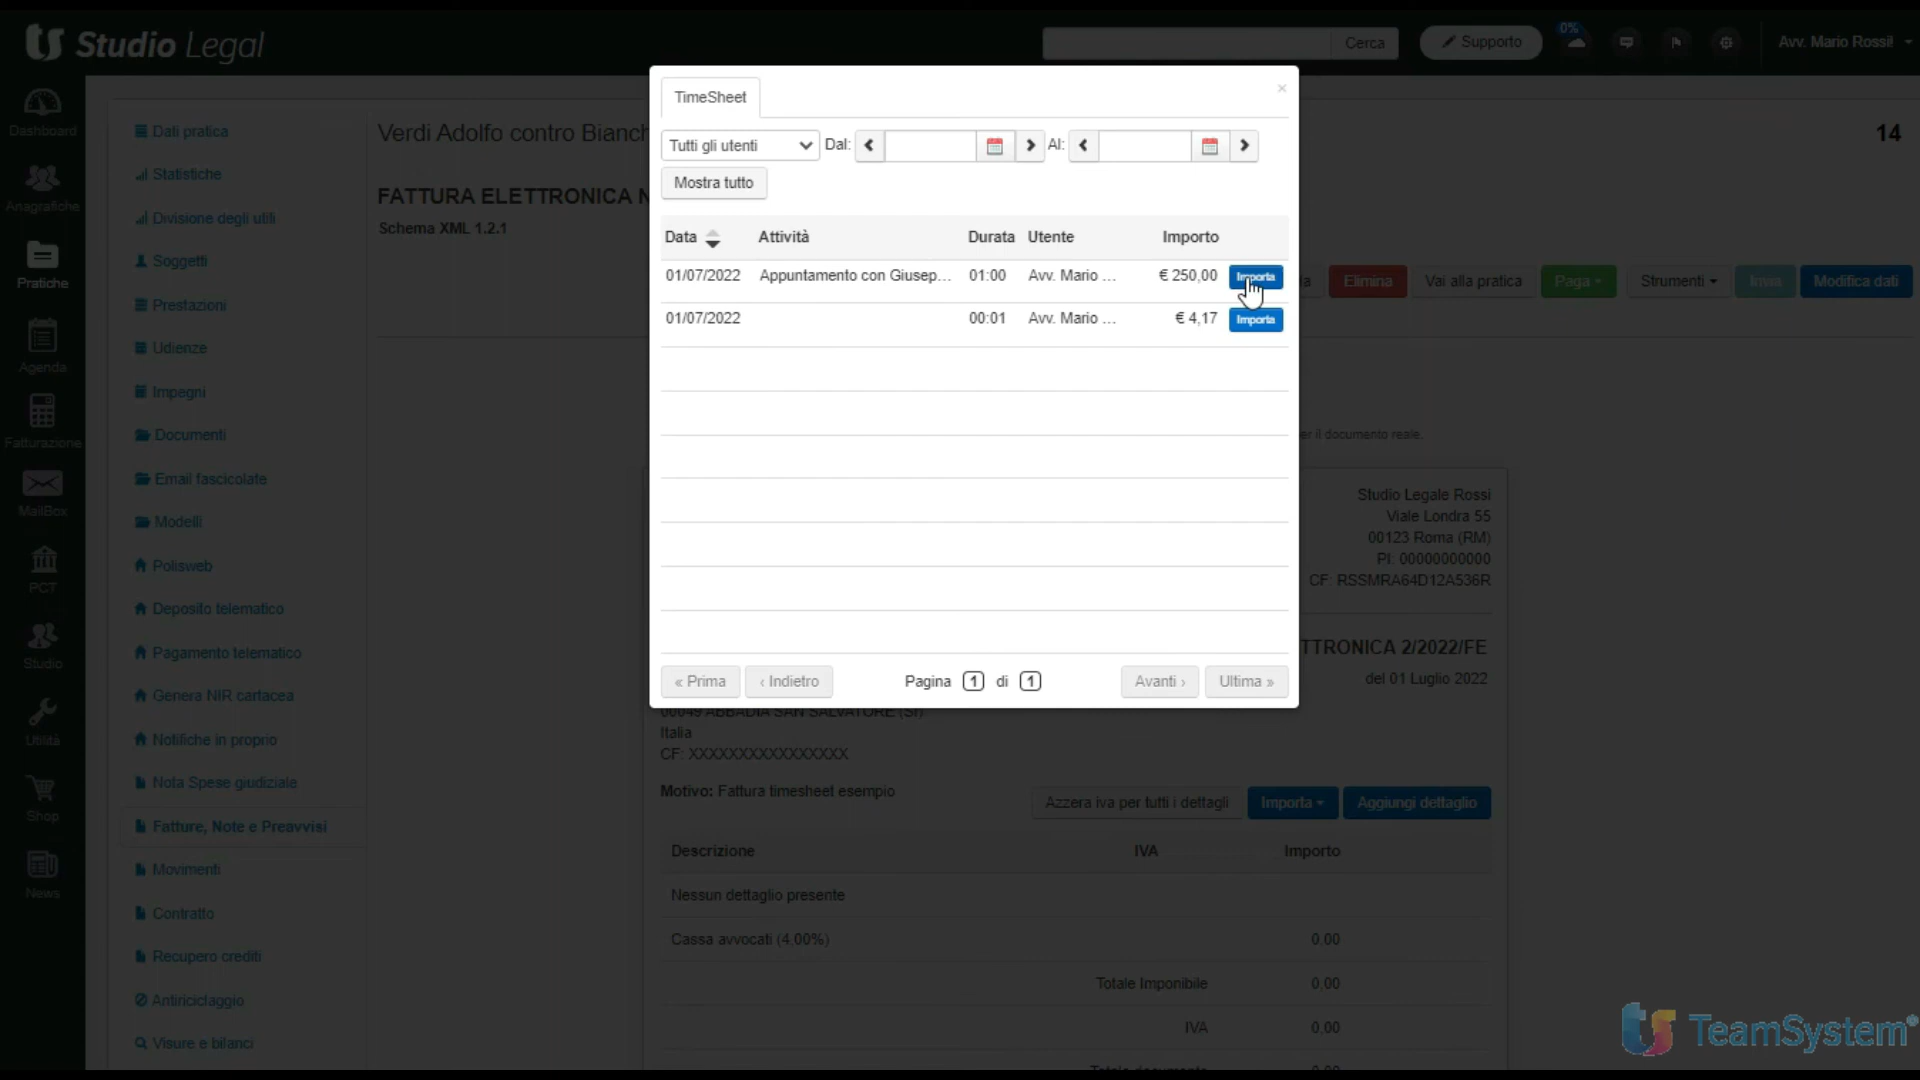 Studio Legal
Cerca
Supporto
0%
Avv. Mario Rossi!
Dashboard
Anagrafiche
Pratiche
Agenda
Fatturazione
MailBox
PCT
Studio
Utilità
Shop
News
Dati pratica
Statistiche
Divisione degli utili
Soggetti
Prestazioni
Udienze
Impegni
Documenti
Email fascicolate
Modelli
Polisweb
Deposito telematico
Pagamento telematico
Genera NIR cartacea
Notifiche in proprio
Nota Spese giudiziale
Fatture, Note e Preavvisi
Movimenti
Contratto
Recupero crediti
Antiriciclaggio
Visure e bilanci
Verdi Adolfo contro Bianch
14
FATTURA ELETTRONICA N
Schema XML 1.2.1
Elimina
Vai alla pratica
Paga
Strumenti
Invia
Modifica dati
TimeSheet
×
Tutti gli utenti
Dal:
Al:
Mostra tutto
Data Attività Durata Utente Importo
01/07/2022 Appuntamento con Giusep... 01:00 Avv. Mario ... € 250,00 Importa
01/07/2022 00:01 Avv. Mario ... € 4,17 Importa
« Prima ‹ Indietro Pagina 1 di 1 Avanti › Ultima »
er il documento reale.
Studio Legale Rossi
Viale Londra 55
00123 Roma (RM)
PI: 00000000000
CF: RSSMRA64D12A536R
TTRONICA 2/2022/FE
del 01 Luglio 2022
00049 ABBADIA SAN SALVATORE (SI)
Italia
CF: XXXXXXXXXXXXXXXX
Motivo: Fattura timesheet esempio
Azzera iva per tutti i dettagli Importa Aggiungi dettaglio
Descrizione IVA Importo
Nessun dettaglio presente
Cassa avvocati (4.00%) 0.00
Totale Imponibile 0.00
IVA 0.00
Totale documento 0.00
TeamSystem®